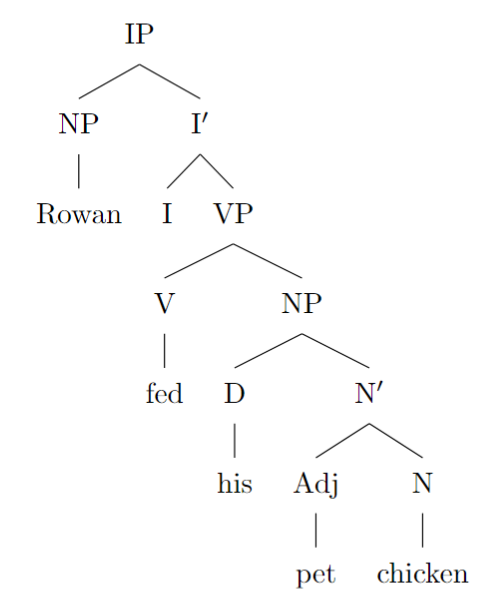 IP
NP I′
Rowan I VP
V NP
fed D N′
his Adj N
pet chicken